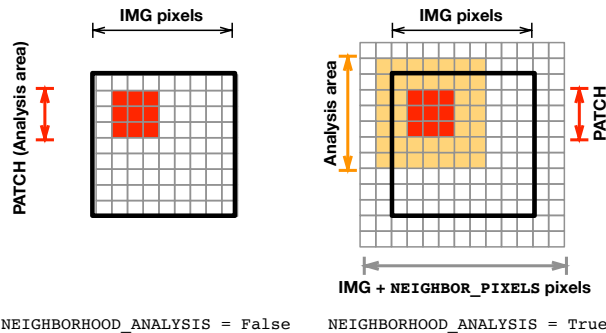 IMG pixels
PATCH (Analysis area)
NEIGHBORHOOD_ANALYSIS = False
IMG pixels
Analysis area
PATCH
IMG + NEIGHBOR_PIXELS pixels
NEIGHBORHOOD_ANALYSIS = True